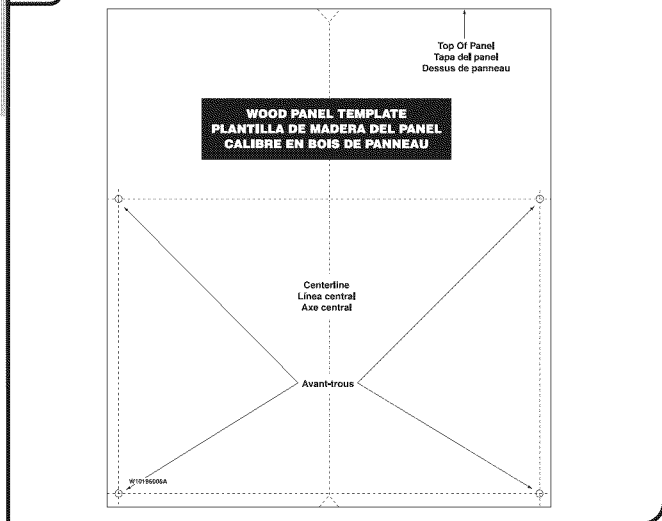 Top Of Panel
Tapa del panel
Dessus de panneau
WOOD PANEL TEMPLATE
PLANTILLA DE MADERA DEL PANEL
CALIBRE EN BOIS DE PANNEAU
Centerline
Línea central
Axe central
Avant-trous
W10195005A